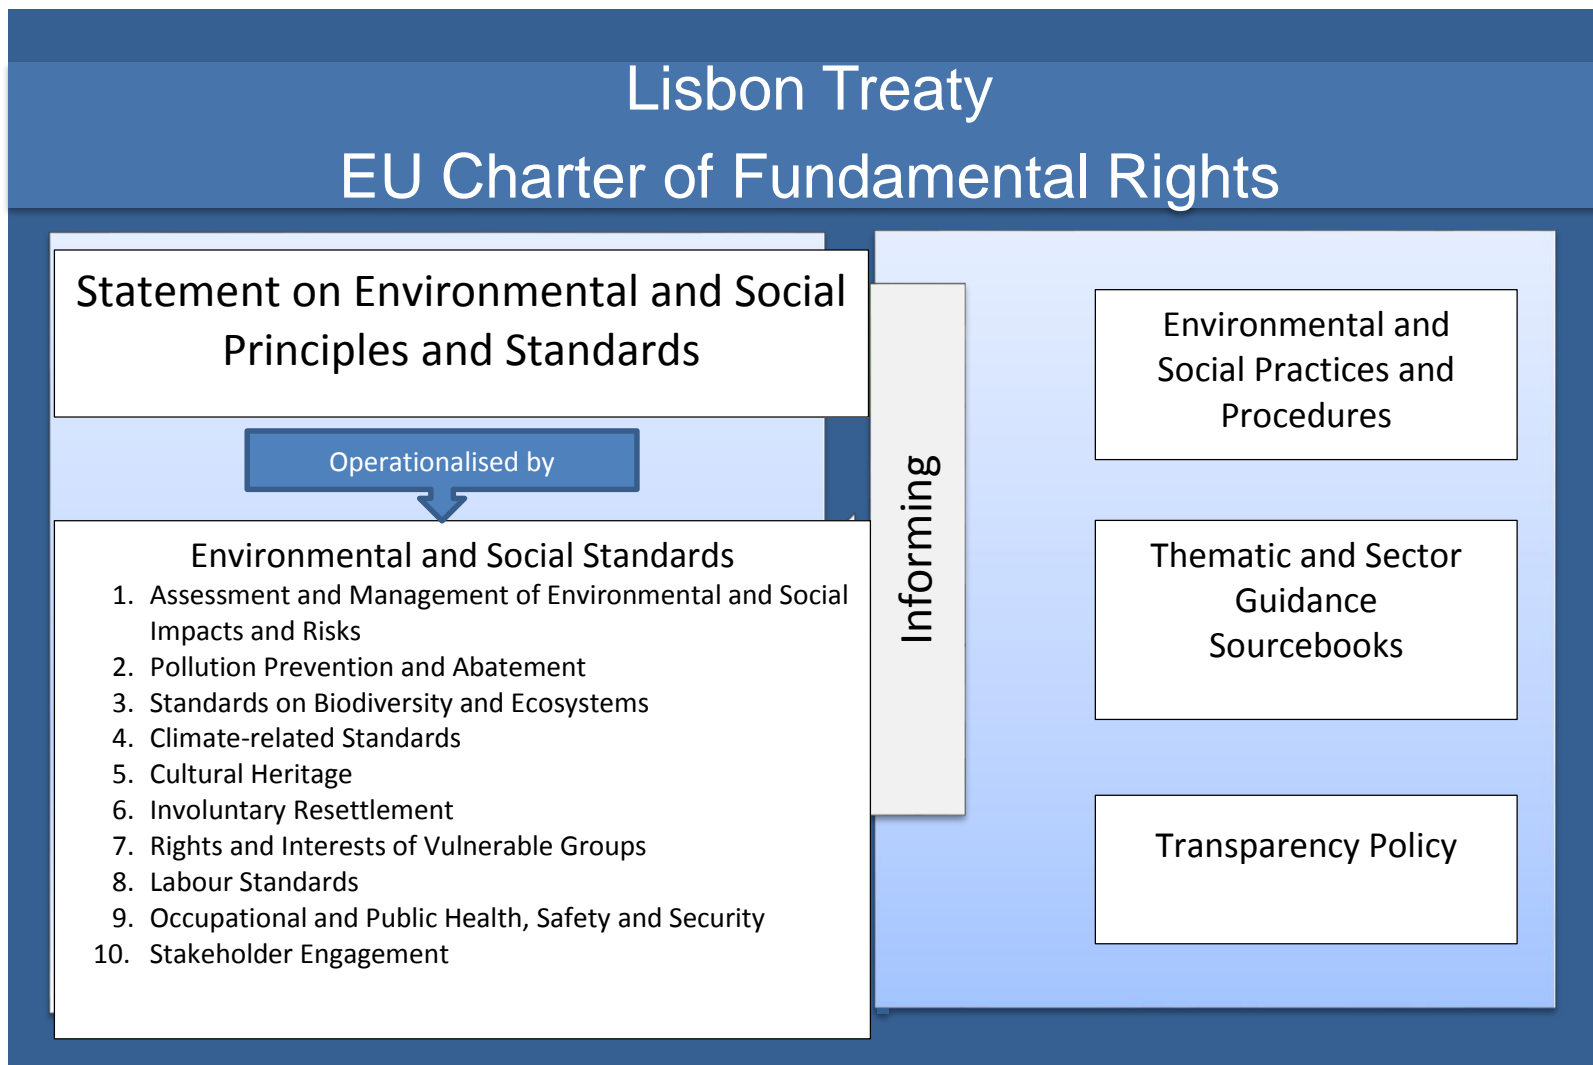 Lisbon Treaty
EU Charter of Fundamental Rights
Statement on Environmental and Social
Principles and Standards
Operationalised by
Environmental and Social Standards
1. Assessment and Management of Environmental and Social
Impacts and Risks
2. Pollution Prevention and Abatement
3. Standards on Biodiversity and Ecosystems
4. Climate-related Standards
5. Cultural Heritage
6. Involuntary Resettlement
7. Rights and Interests of Vulnerable Groups
8. Labour Standards
9. Occupational and Public Health, Safety and Security
10. Stakeholder Engagement
Informing
Environmental and
Social Practices and
Procedures
Thematic and Sector
Guidance
Sourcebooks
Transparency Policy